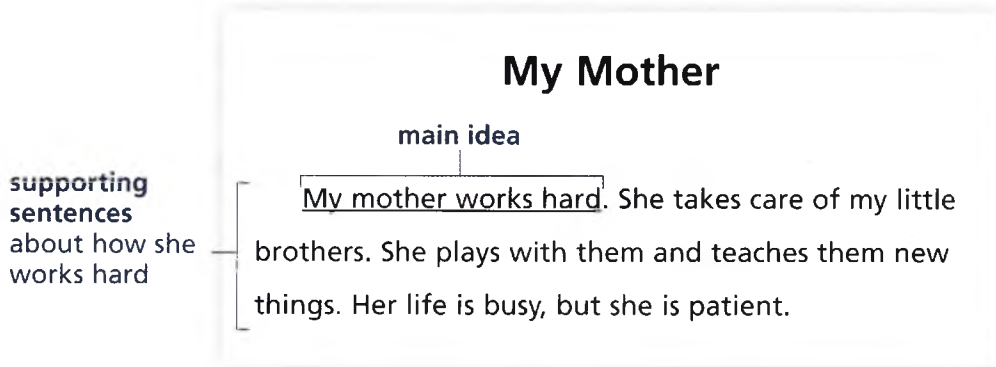 My Mother
main idea
supporting
sentences
about how she
works hard
My mother works hard. She takes care of my little
brothers. She plays with them and teaches them new
things. Her life is busy, but she is patient.